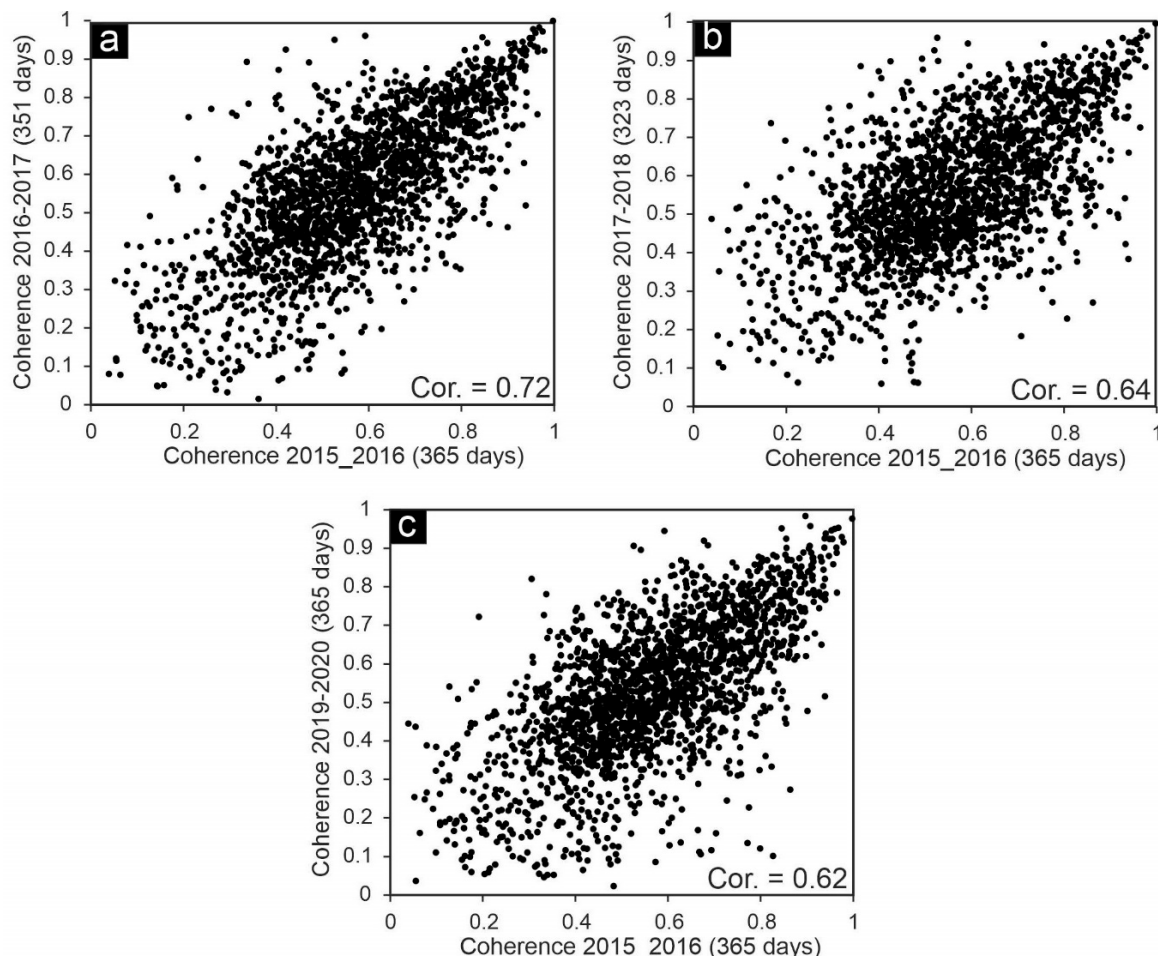 a
Coherence 2016-2017 (351 days)
1
0.9
0.8
0.7
0.6
0.5
0.4
0.3
0.2
0.1
0
Cor. = 0.72
0 0.2 0.4 0.6 0.8 1
Coherence 2015_2016 (365 days)
b
Coherence 2017-2018 (323 days)
1
0.9
0.8
0.7
0.6
0.5
0.4
0.3
0.2
0.1
0
Cor. = 0.64
0 0.2 0.4 0.6 0.8 1
Coherence 2015_2016 (365 days)
c
Coherence 2019-2020 (365 days)
1
0.9
0.8
0.7
0.6
0.5
0.4
0.3
0.2
0.1
0
Cor. = 0.62
0 0.2 0.4 0.6 0.8 1
Coherence 2015_2016 (365 days)